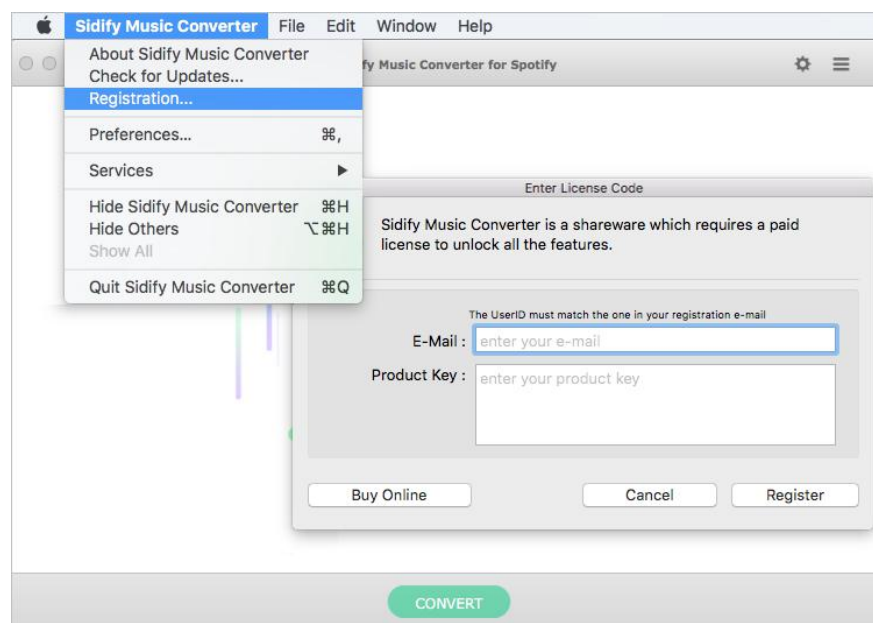 Sidify Music Converter File Edit Window Help
About Sidify Music Converter
Check for Updates...
Registration...
Preferences... ⌘,
Services ▶
Hide Sidify Music Converter ⌘H
Hide Others ⌥⌘H
Show All
Quit Sidify Music Converter ⌘Q
fy Music Converter for Spotify
Enter License Code
Sidify Music Converter is a shareware which requires a paid
license to unlock all the features.
The UserID must match the one in your registration e-mail
E-Mail : enter your e-mail
Product Key : enter your product key
Buy Online Cancel Register
CONVERT